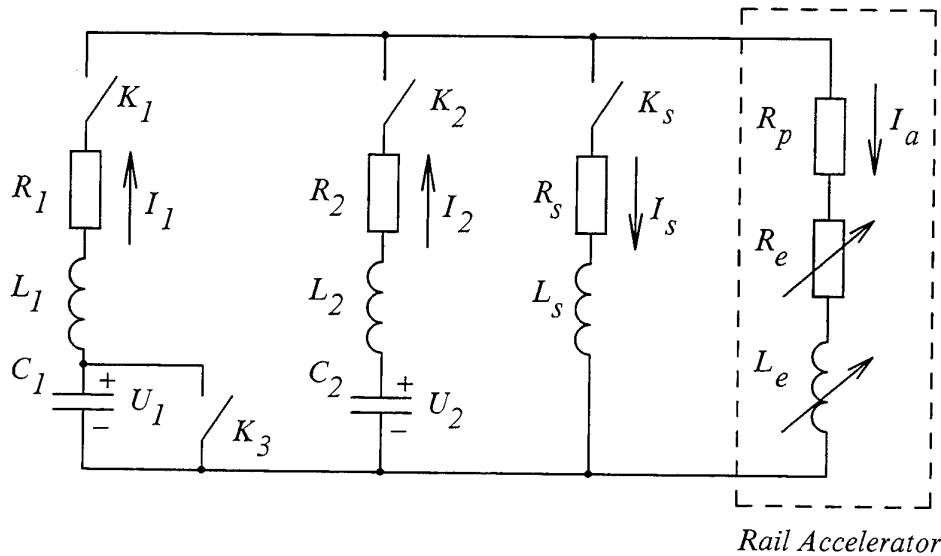 K1
K2
Ks
Rp
Ia
R1
I1
R2
I2
Rs
Is
Re
L1
L2
Ls
Le
C1
+
U1
–
K3
C2
+
U2
–
Rail Accelerator